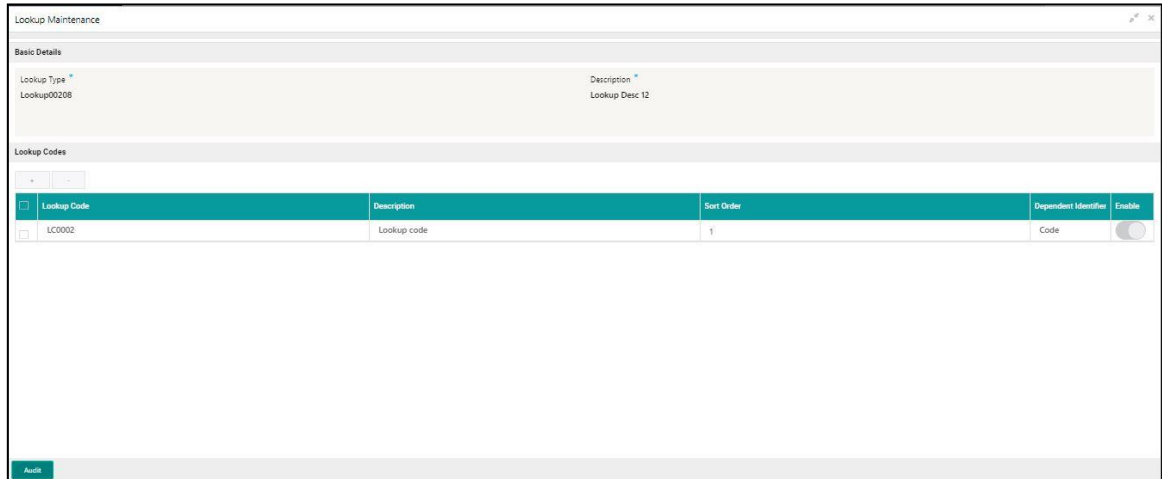 Lookup Maintenance
Basic Details
Lookup Type * Description *
Lookup00208 Lookup Desc 12
Lookup Codes
+ -
Lookup Code Description Sort Order Dependent Identifier Enable
LC0002 Lookup code 1 Code
Audit